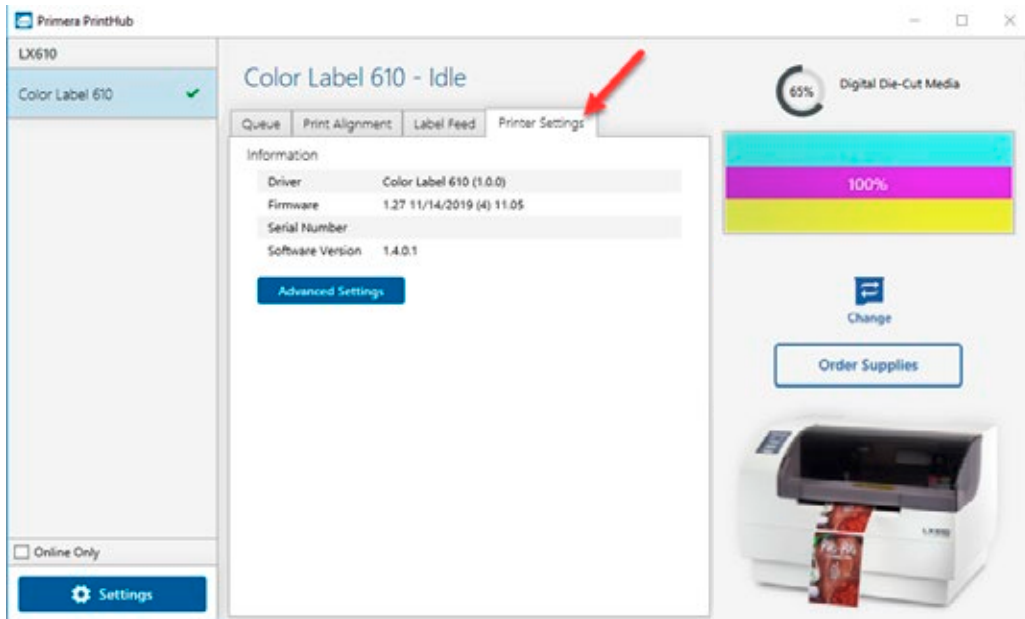 Primera PrintHub
LX610
Color Label 610
Color Label 610 - Idle
Queue
Print Alignment
Label Feed
Printer Settings
Information
Driver Color Label 610 (1.0.0)
Firmware 1.27 11/14/2019 (4) 11.05
Serial Number
Software Version 1.4.0.1
Advanced Settings
65% Digital Die-Cut Media
100%
Change
Order Supplies
Online Only
Settings